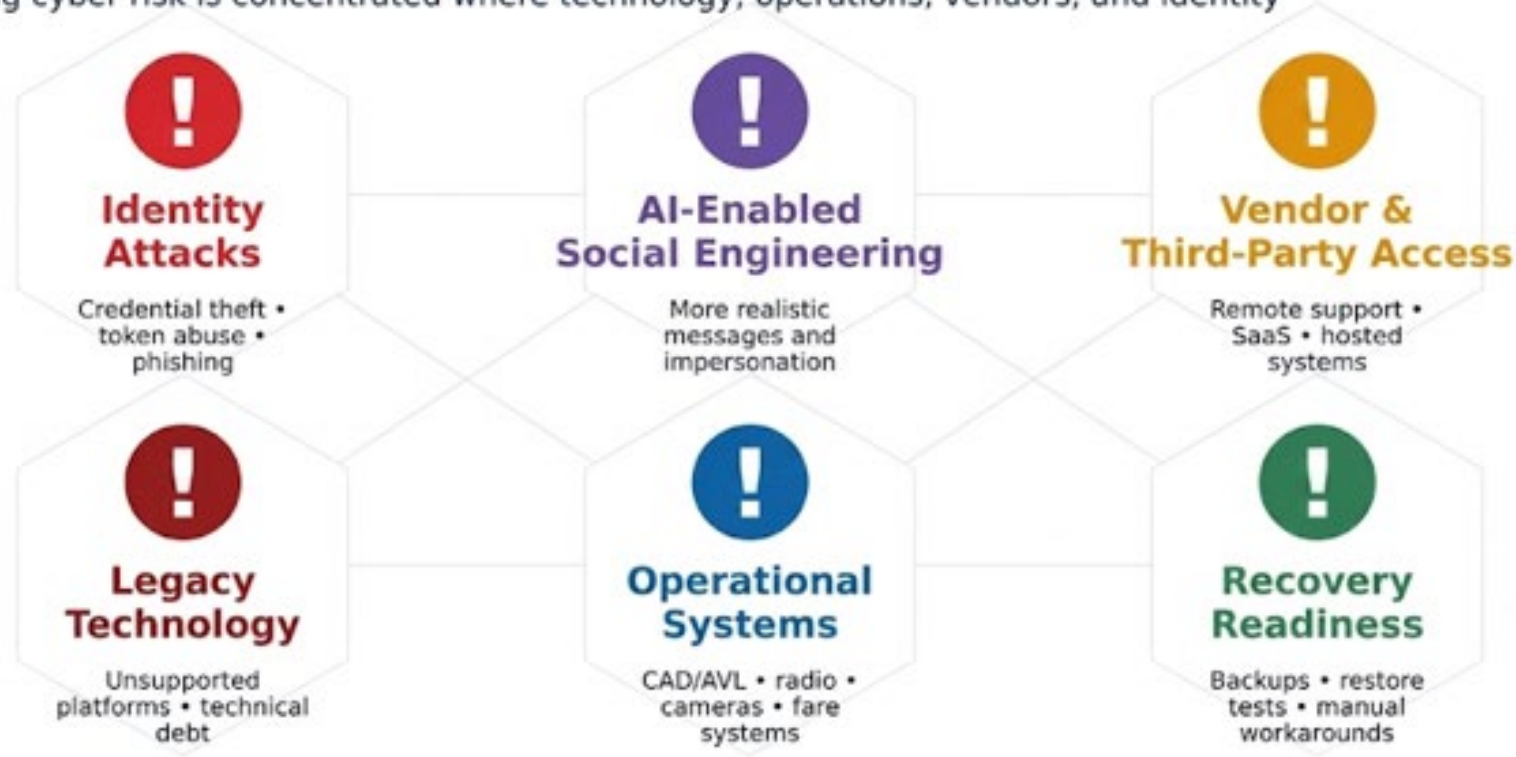 g cyber risk is concentrated where technology, operations, vendors, and identity
!
Identity
Attacks
Credential theft •
token abuse •
phishing
!
AI-Enabled
Social Engineering
More realistic
messages and
impersonation
!
Vendor &
Third-Party Access
Remote support •
SaaS • hosted
systems
!
Legacy
Technology
Unsupported
platforms • technical
debt
!
Operational
Systems
CAD/AVL • radio •
cameras • fare
systems
!
Recovery
Readiness
Backups • restore
tests • manual
workarounds